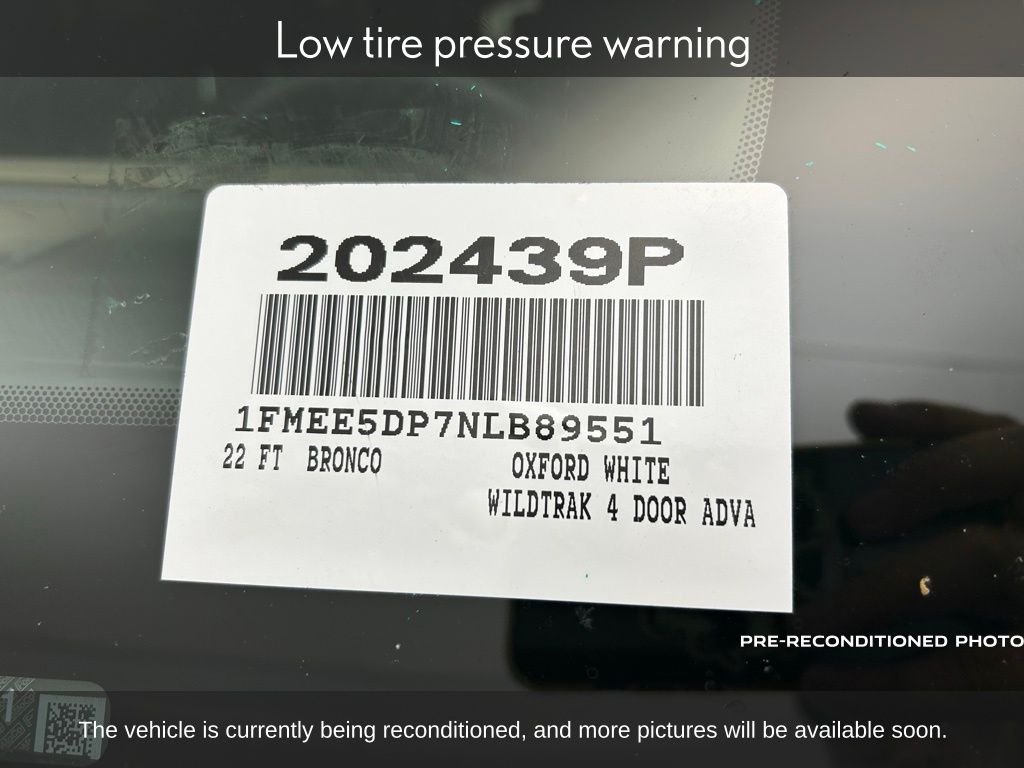 Low tire pressure warning
202439P
1FMEE5DP7NLB89551
22 FT BRONCO
OXFORD WHITE
WILDTRAK 4 DOOR ADVA
PRE-RECONDITIONED PHOTO
1
The vehicle is currently being reconditioned, and more pictures will be available soon.